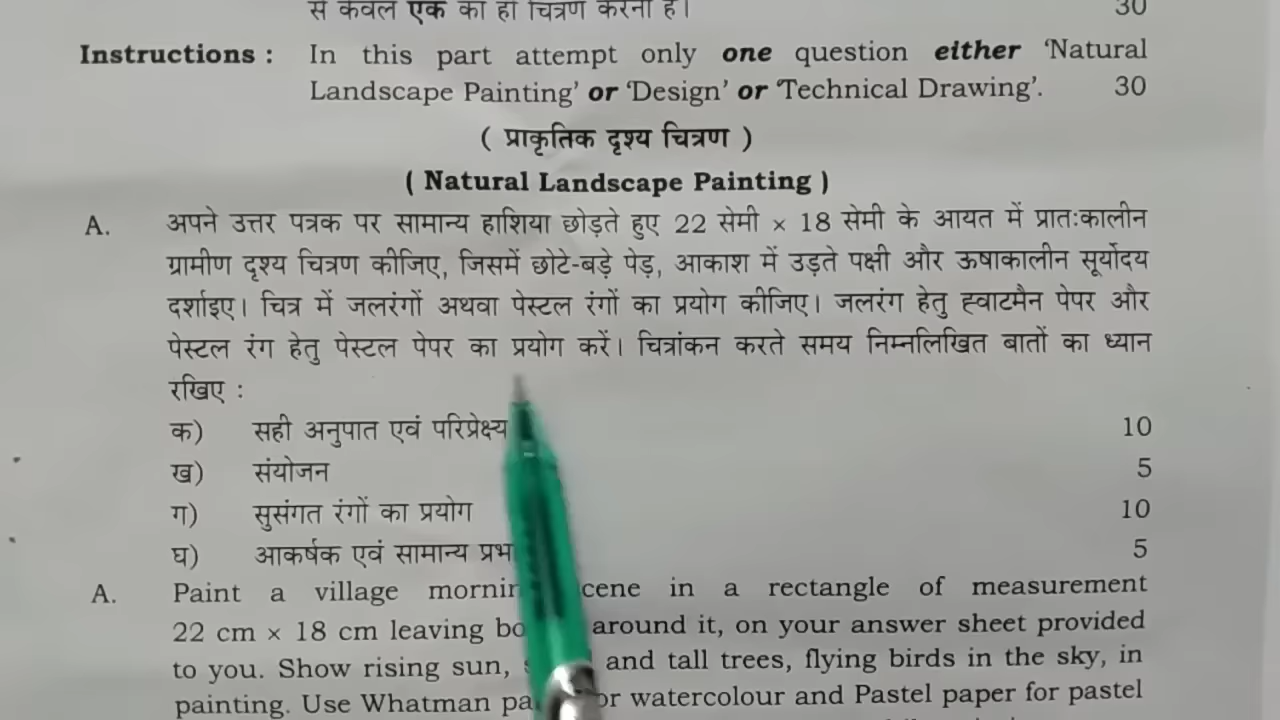 से केवल एक का ही चित्रण करना है। 30
Instructions : In this part attempt only one question either ‘Natural
Landscape Painting’ or ‘Design’ or ‘Technical Drawing’. 30
( प्राकृतिक दृश्य चित्रण )
( Natural Landscape Painting )
A. अपने उत्तर पत्रक पर सामान्य हाशिया छोड़ते हुए 22 सेमी × 18 सेमी के आयत में प्रातःकालीन
ग्रामीण दृश्य चित्रण कीजिए, जिसमें छोटे-बड़े पेड़, आकाश में उड़ते पक्षी और ऊषाकालीन सूर्योदय
दर्शाइए। चित्र में जलरंगों अथवा पेस्टल रंगों का प्रयोग कीजिए। जलरंग हेतु ह्वाटमैन पेपर और
पेस्टल रंग हेतु पेस्टल पेपर का प्रयोग करें। चित्रांकन करते समय निम्नलिखित बातों का ध्यान
रखिए :
क) सही अनुपात एवं परिप्रेक्ष्य 10
ख) संयोजन 5
ग) सुसंगत रंगों का प्रयोग 10
घ) आकर्षक एवं सामान्य 5
A. Paint a village in a rectangle of measurement
22 cm × 18 cm leaving around it, on your answer sheet provided
to you. Show rising sun, and tall trees, flying birds in the sky, in
painting. Use Whatman watercolour and Pastel paper for pastel